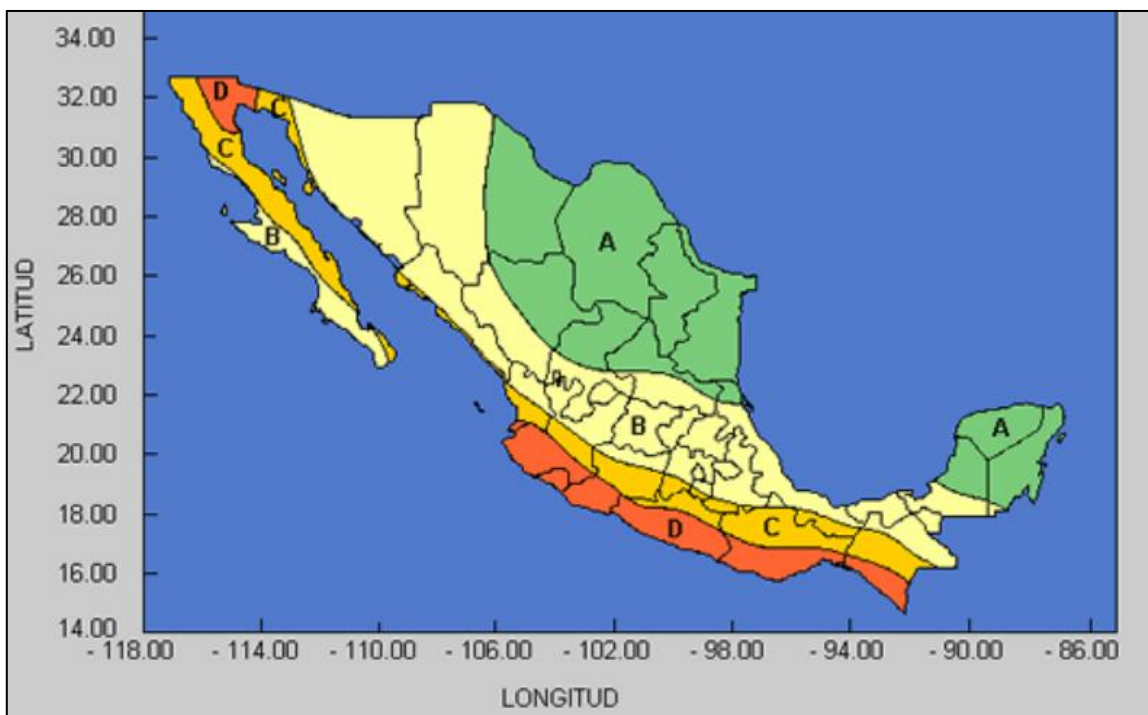 34.00
32.00
30.00
28.00
26.00
24.00
22.00
20.00
18.00
16.00
14.00
LATITUD
D
C
C
B
A
B
A
C
D
- 118.00 - 114.00 - 110.00 - 106.00 - 102.00 - 98.00 - 94.00 - 90.00 - 86.00
LONGITUD